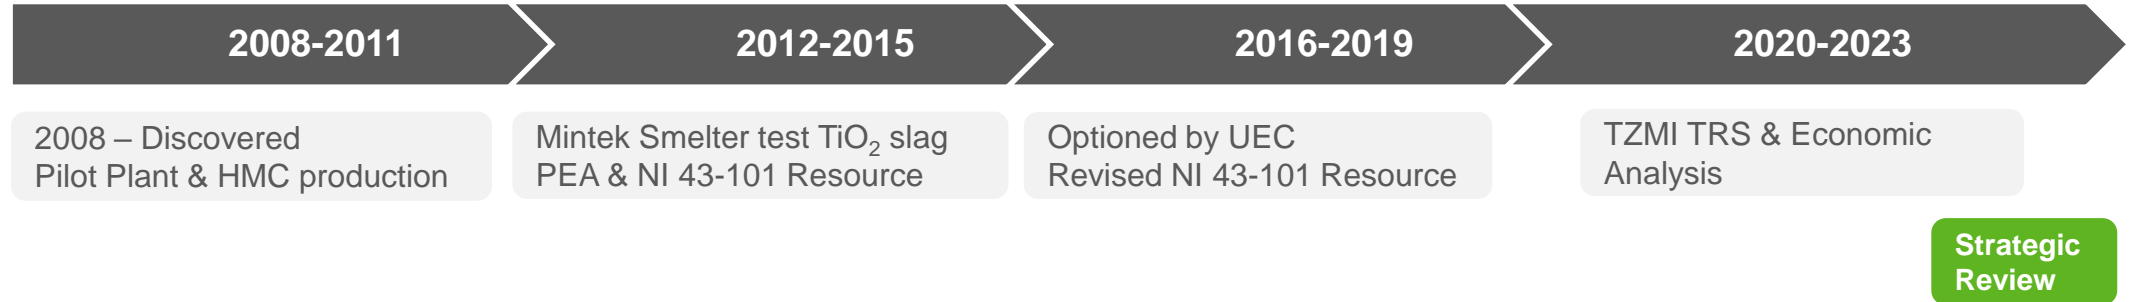 2008-2011
2012-2015
2016-2019
2020-2023
2008 – Discovered
Pilot Plant & HMC production
Mintek Smelter test TiO₂ slag
PEA & NI 43-101 Resource
Optioned by UEC
Revised NI 43-101 Resource
TZMI TRS & Economic
Analysis
Strategic
Review